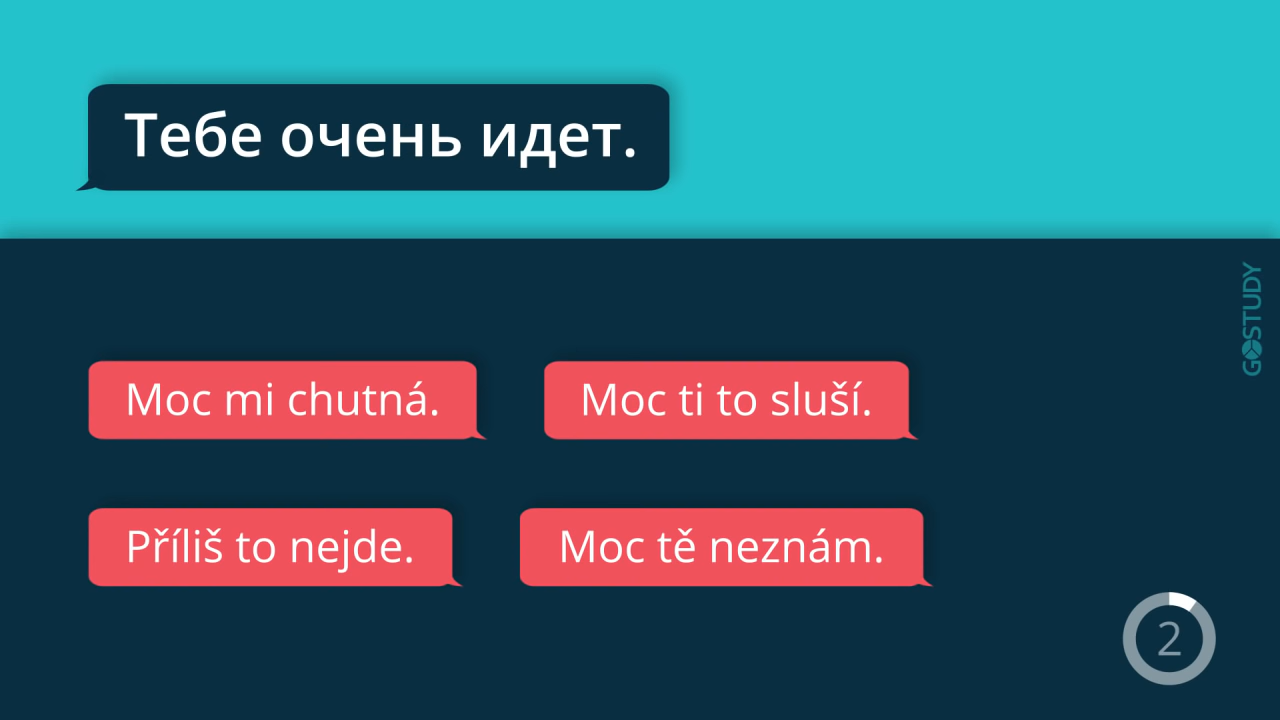 Тебе очень идет.
GOSTUDY
Moc mi chutná.
Moc ti to sluší.
Příliš to nejde.
Moc tě neznám.
2